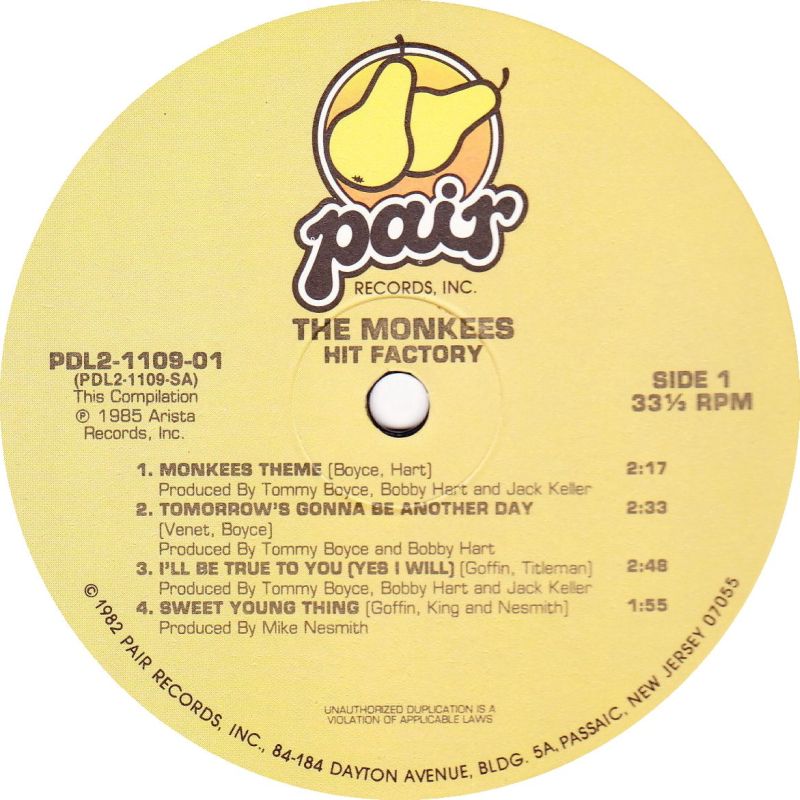 pair
RECORDS, INC.
THE MONKEES
HIT FACTORY
PDL2-1109-01
(PDL2-1109-SA)
This Compilation
℗ 1985 Arista
Records, Inc.
SIDE 1
33⅓ RPM
1. MONKEES THEME (Boyce, Hart) 2:17
Produced By Tommy Boyce, Bobby Hart and Jack Keller
2. TOMORROW'S GONNA BE ANOTHER DAY 2:33
(Venet, Boyce)
Produced By Tommy Boyce and Bobby Hart
3. I'LL BE TRUE TO YOU (YES I WILL) (Goffin, Titleman) 2:48
Produced By Tommy Boyce, Bobby Hart and Jack Keller
4. SWEET YOUNG THING (Goffin, King and Nesmith) 1:55
Produced By Mike Nesmith
UNAUTHORIZED DUPLICATION IS A
VIOLATION OF APPLICABLE LAWS
© 1982 PAIR RECORDS, INC., 84-184 DAYTON AVENUE, BLDG. 5A, PASSAIC, NEW JERSEY 07055